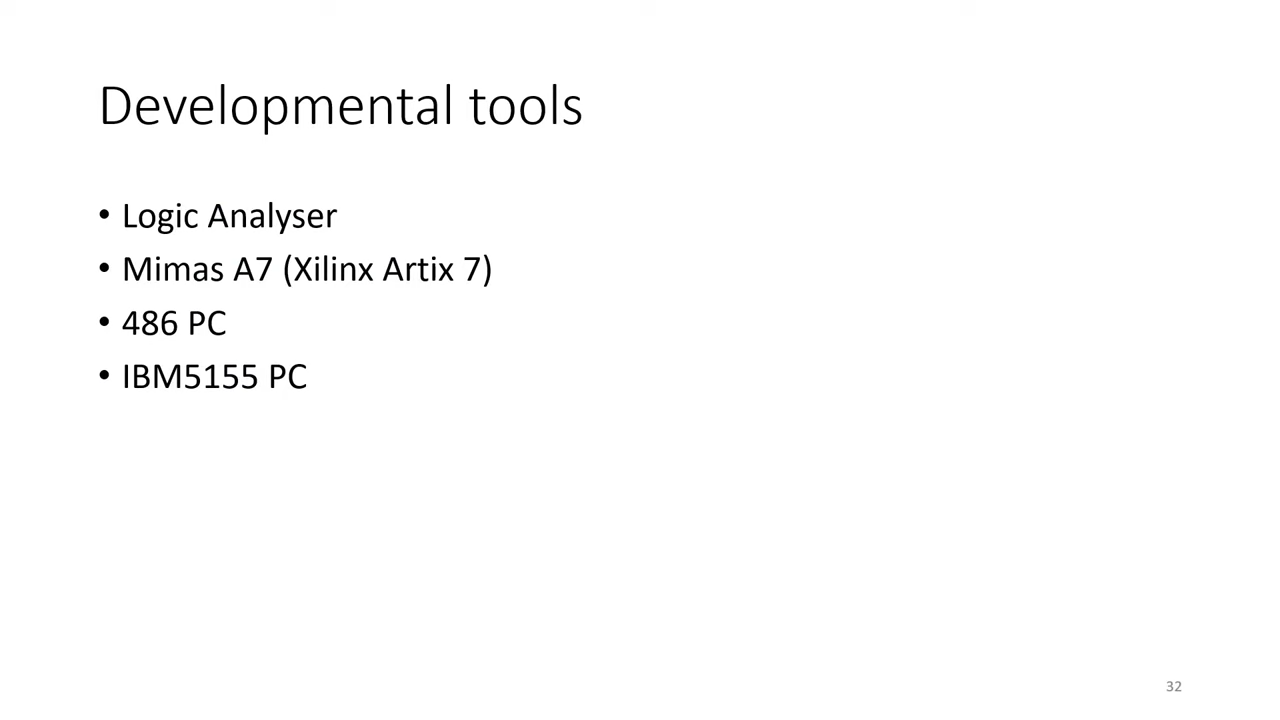 Developmental tools
• Logic Analyser
• Mimas A7 (Xilinx Artix 7)
• 486 PC
• IBM5155 PC
32